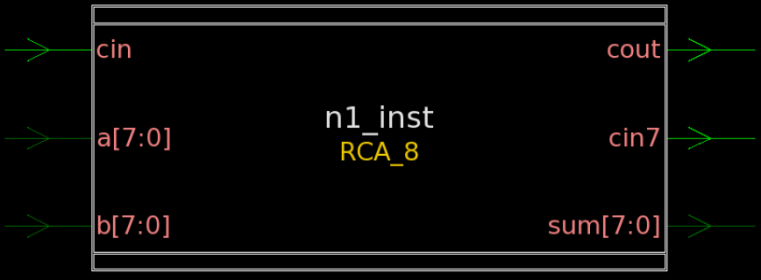 cin
cout
n1_inst
a[7:0]
RCA_8
cin7
b[7:0]
sum[7:0]